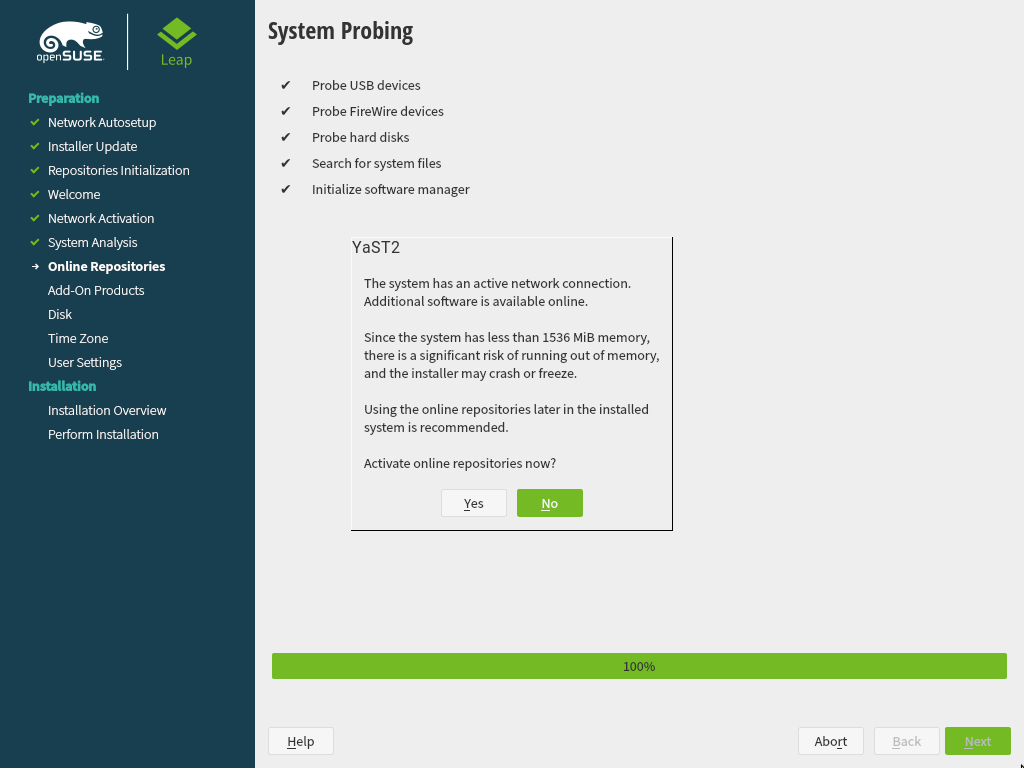 openSUSE
Leap
Preparation
Network Autosetup
Installer Update
Repositories Initialization
Welcome
Network Activation
System Analysis
Online Repositories
Add-On Products
Disk
Time Zone
User Settings
Installation
Installation Overview
Perform Installation
System Probing
Probe USB devices
Probe FireWire devices
Probe hard disks
Search for system files
Initialize software manager
YaST2
The system has an active network connection.
Additional software is available online.
Since the system has less than 1536 MiB memory,
there is a significant risk of running out of memory,
and the installer may crash or freeze.
Using the online repositories later in the installed
system is recommended.
Activate online repositories now?
Yes No
100%
Help Abort Back Next